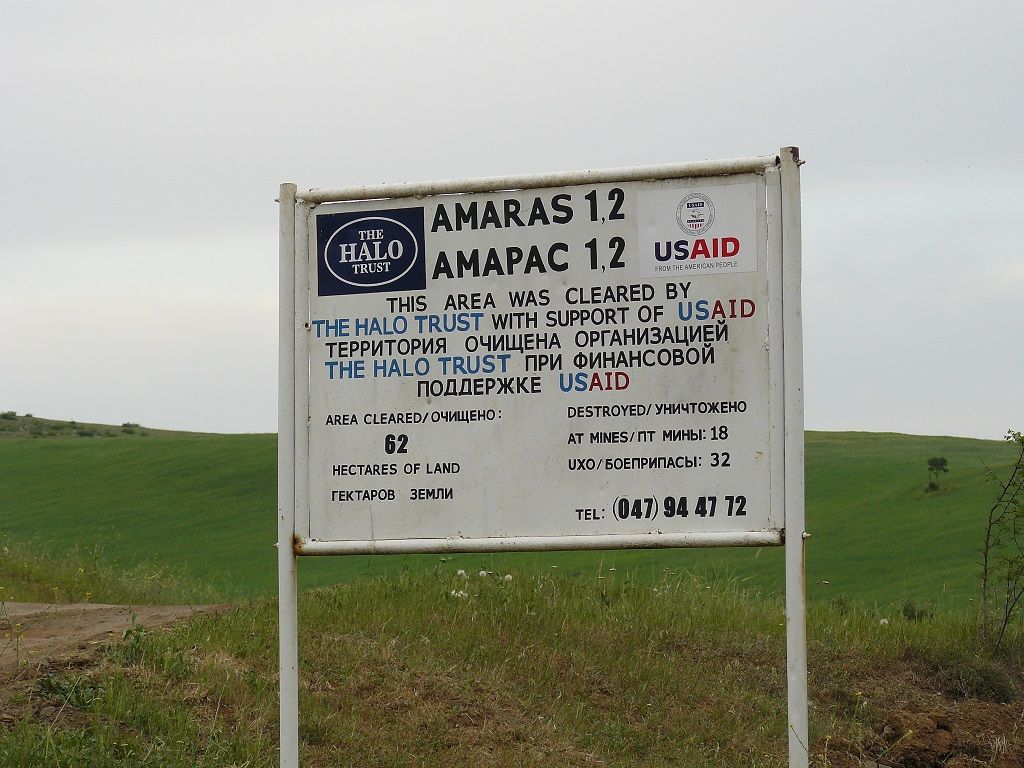 THE
HALO
TRUST
AMARAS 1,2
АМАРАС 1,2
USAID
USAID
FROM THE AMERICAN PEOPLE
THIS AREA WAS CLEARED BY
THE HALO TRUST WITH SUPPORT OF USAID
ТЕРРИТОРИЯ ОЧИЩЕНА ОРГАНИЗАЦИЕЙ
THE HALO TRUST ПРИ ФИНАНСОВОЙ
ПОДДЕРЖКЕ USAID
AREA CLEARED/ОЧИЩЕНО:
62
HECTARES OF LAND
ГЕКТАРОВ ЗЕМЛИ
DESTROYED/УНИЧТОЖЕНО
AT MINES/ПТ МИНЫ: 18
UXO/БОЕПРИПАСЫ: 32
TEL: (047) 94 47 72